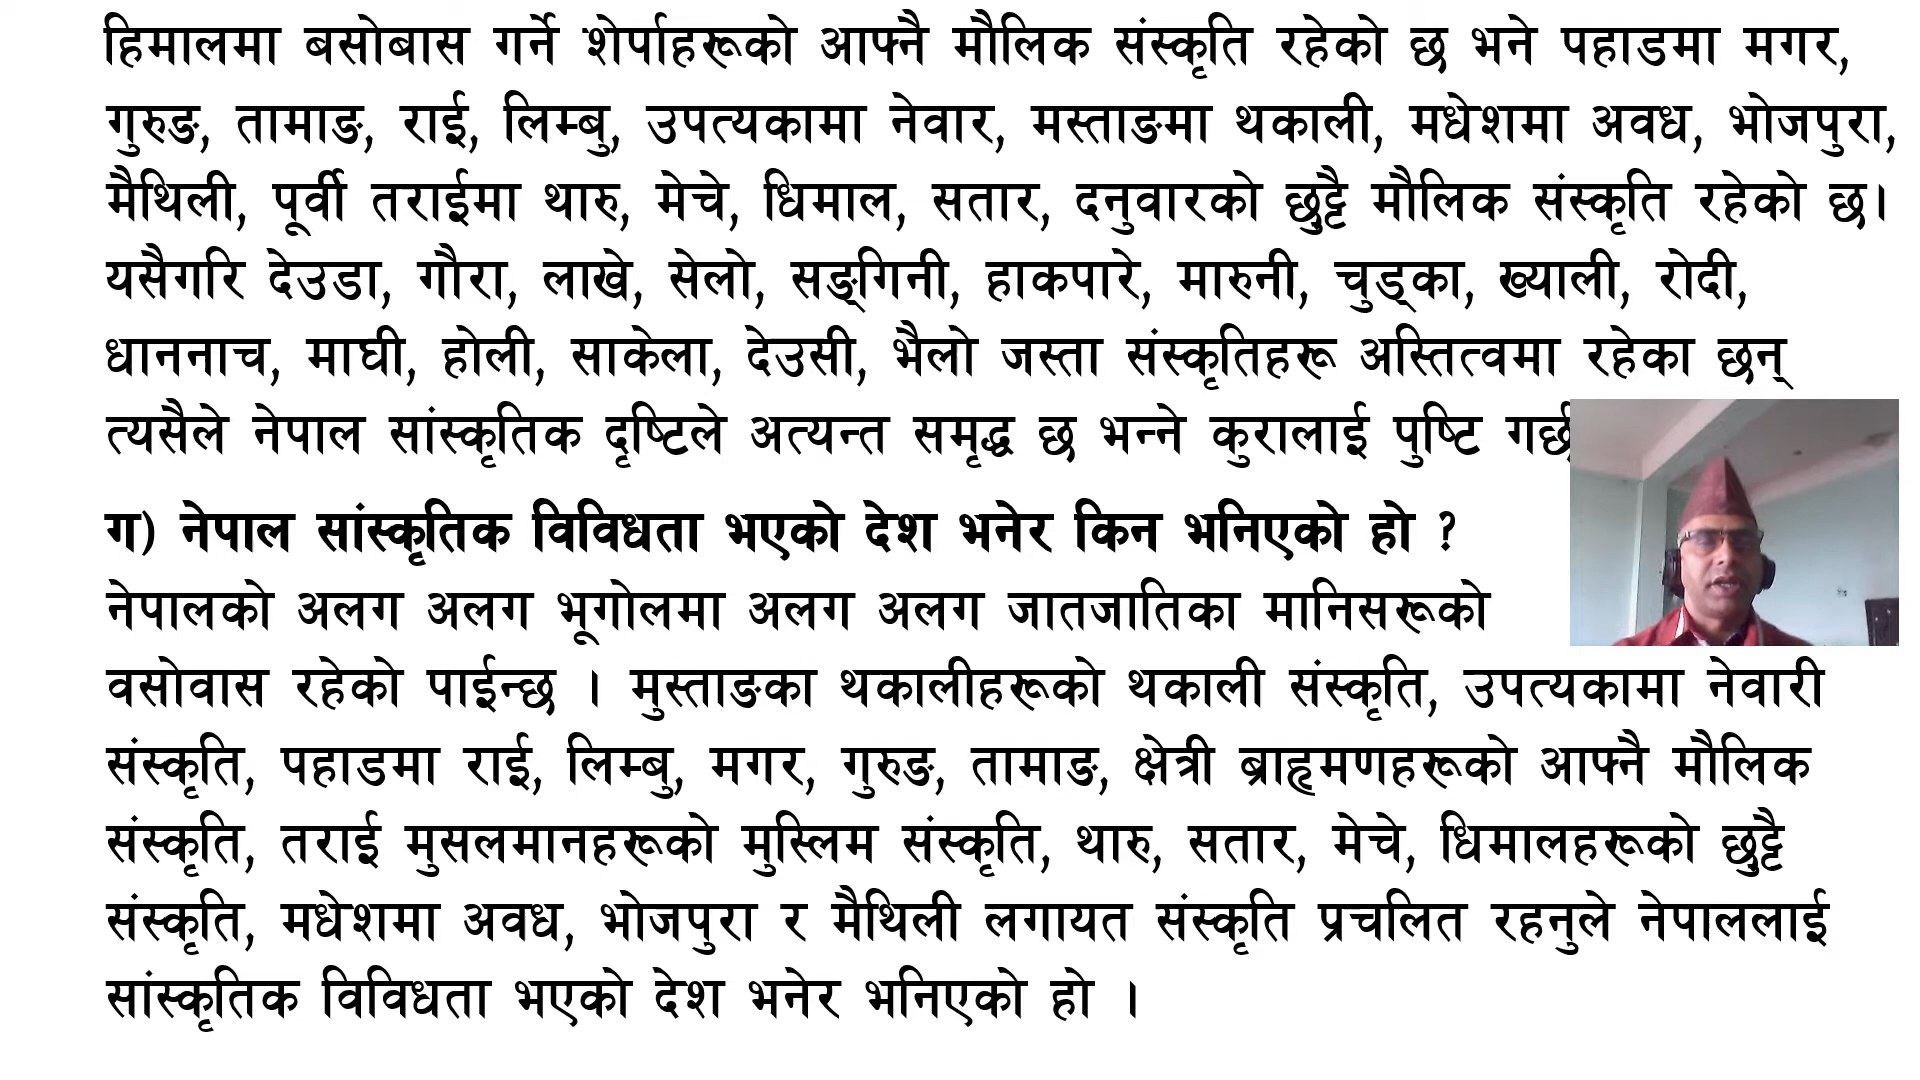 हिमालमा बसोबास गर्ने शेर्पाहरूको आफ्नै मौलिक संस्कृति रहेको छ भने पहाडमा मगर,
गुरुङ, तामाङ, राई, लिम्बु, उपत्यकामा नेवार, मस्ताङमा थकाली, मधेशमा अवध, भोजपुरा,
मैथिली, पूर्वी तराईमा थारु, मेचे, धिमाल, सतार, दनुवारको छुट्टै मौलिक संस्कृति रहेको छ।
यसैगरि देउडा, गौरा, लाखे, सेलो, सङ्गिनी, हाकपारे, मारुनी, चुड्का, ख्याली, रोदी,
धाननाच, माघी, होली, साकेला, देउसी, भैलो जस्ता संस्कृतिहरू अस्तित्वमा रहेका छन्
त्यसैले नेपाल सांस्कृतिक दृष्टिले अत्यन्त समृद्ध छ भन्ने कुरालाई पुष्टि गर्छ
ग) नेपाल सांस्कृतिक विविधता भएको देश भनेर किन भनिएको हो ?
नेपालको अलग अलग भूगोलमा अलग अलग जातजातिका मानिसरूको
वसोवास रहेको पाईन्छ । मुस्ताङका थकालीहरूको थकाली संस्कृति, उपत्यकामा नेवारी
संस्कृति, पहाडमा राई, लिम्बु, मगर, गुरुङ, तामाङ, क्षेत्री ब्राहृमणहरूको आफ्नै मौलिक
संस्कृति, तराई मुसलमानहरूको मुस्लिम संस्कृति, थारु, सतार, मेचे, धिमालहरूको छुट्टै
संस्कृति, मधेशमा अवध, भोजपुरा र मैथिली लगायत संस्कृति प्रचलित रहनुले नेपाललाई
सांस्कृतिक विविधता भएको देश भनेर भनिएको हो ।